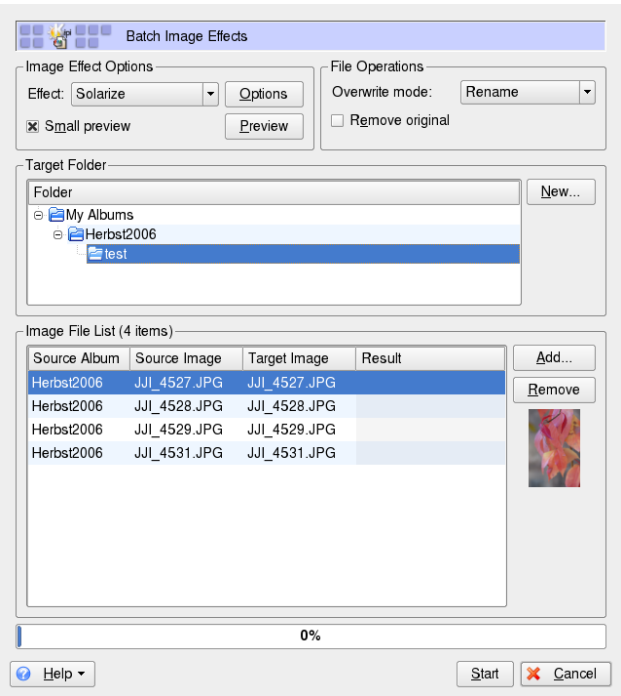 Batch Image Effects
Image Effect Options
File Operations
Effect: Solarize Options
Overwrite mode: Rename
Small preview Preview
Remove original
Target Folder
Folder
New...
My Albums
Herbst2006
test
Image File List (4 items)
Source Album Source Image Target Image Result
Add...
Herbst2006 JJI_4527.JPG JJI_4527.JPG
Remove
Herbst2006 JJI_4528.JPG JJI_4528.JPG
Herbst2006 JJI_4529.JPG JJI_4529.JPG
Herbst2006 JJI_4531.JPG JJI_4531.JPG
0%
Help Start Cancel